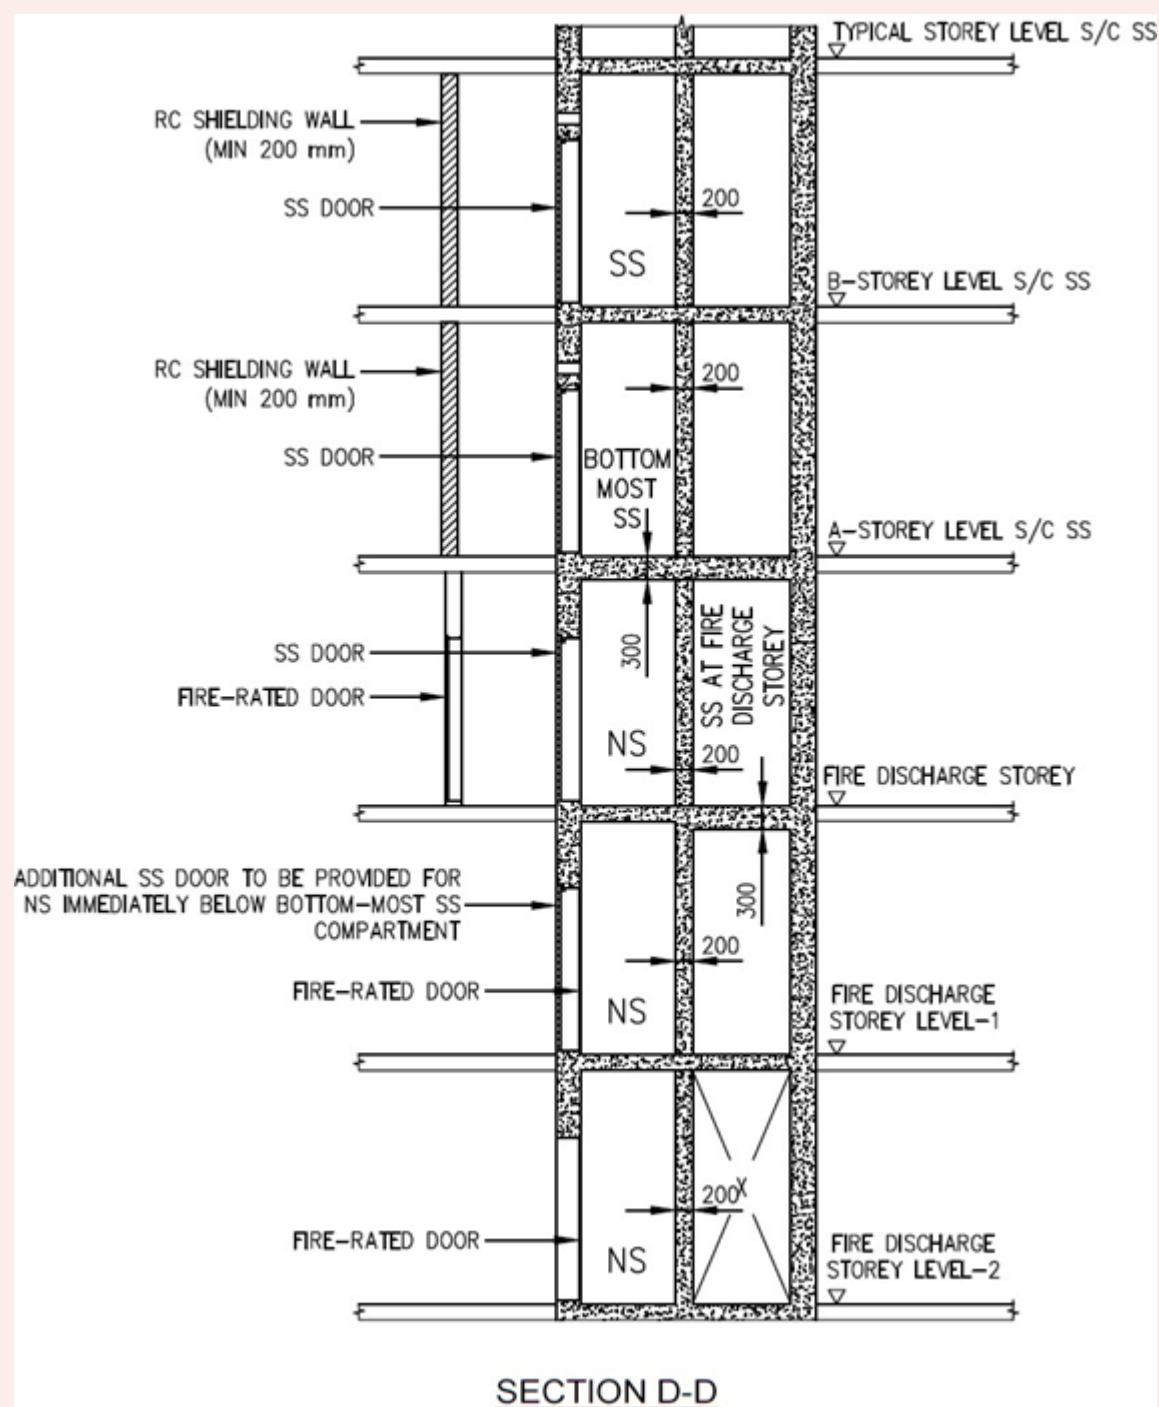 TYPICAL STOREY LEVEL S/C SS
RC SHIELDING WALL
(MIN 200 mm)
SS DOOR
200
SS
B-STOREY LEVEL S/C SS
RC SHIELDING WALL
(MIN 200 mm)
200
SS DOOR
BOTTOM
MOST
SS
A-STOREY LEVEL S/C SS
SS DOOR
300
SS AT FIRE
DISCHARGE
STOREY
FIRE-RATED DOOR
NS
200
FIRE DISCHARGE STOREY
ADDITIONAL SS DOOR TO BE PROVIDED FOR
NS IMMEDIATELY BELOW BOTTOM-MOST SS
COMPARTMENT
300
200
FIRE-RATED DOOR
NS
FIRE DISCHARGE
STOREY LEVEL-1
200
X
FIRE-RATED DOOR
NS
FIRE DISCHARGE
STOREY LEVEL-2
SECTION D-D